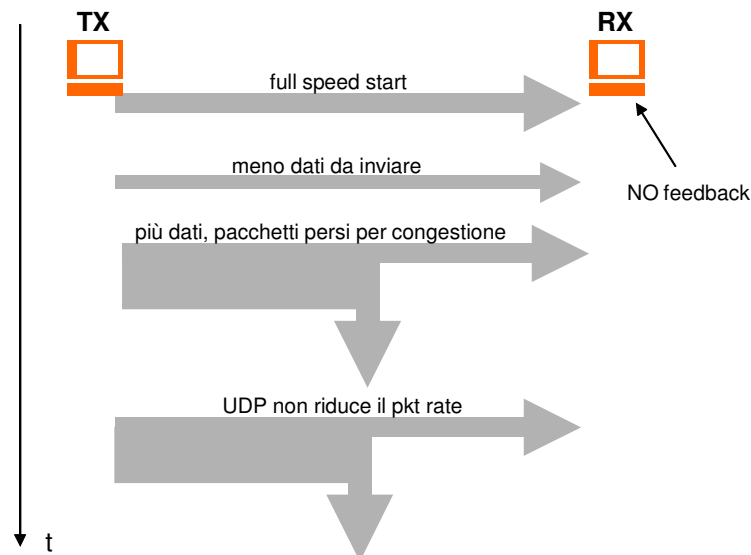 TX
RX
full speed start
meno dati da inviare
NO feedback
più dati, pacchetti persi per congestione
UDP non riduce il pkt rate
t